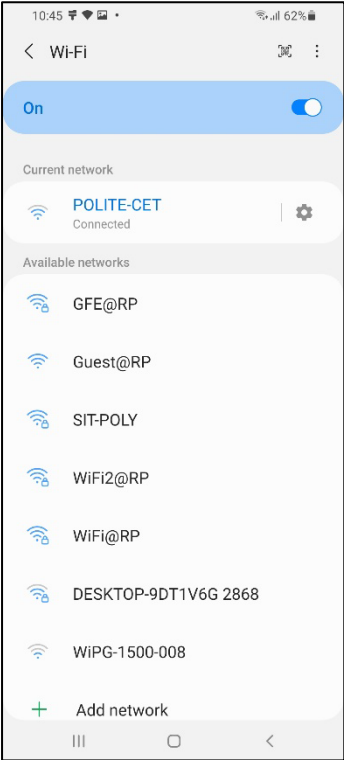 10:45 62%
Wi-Fi
On
Current network
POLITE-CET
Connected
Available networks
GFE@RP
Guest@RP
SIT-POLY
WiFi2@RP
WiFi@RP
DESKTOP-9DT1V6G 2868
WiPG-1500-008
Add network